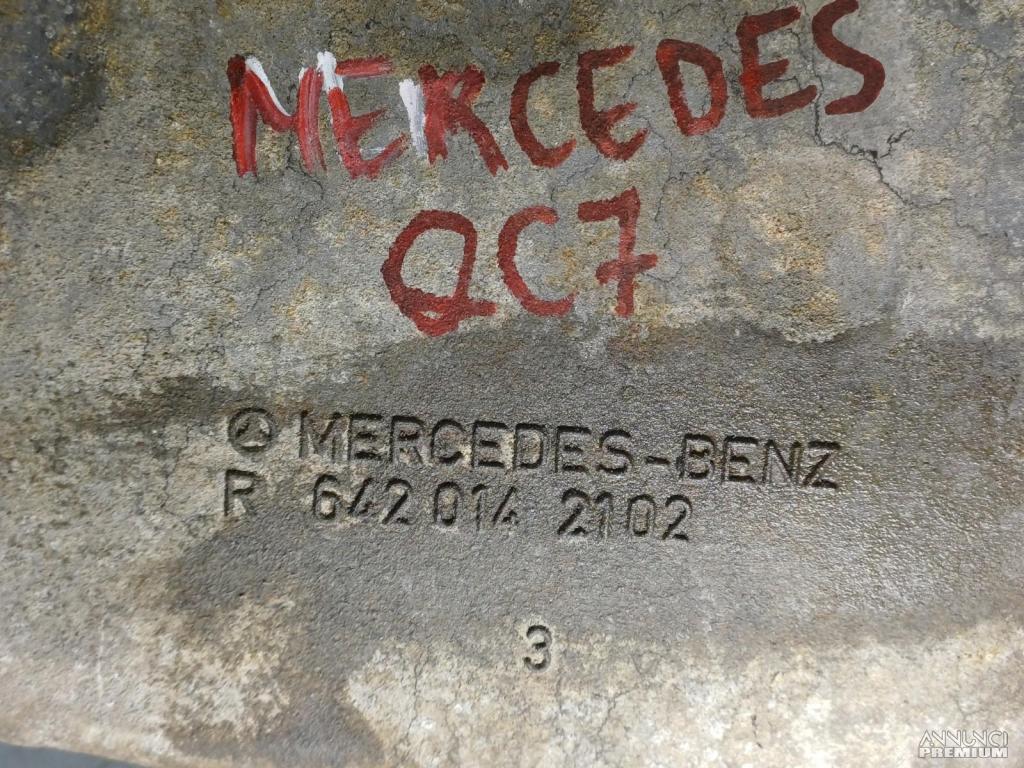 MERCEDES
QC7
MERCEDES-BENZ
R 642 014 2102
3
ANNUNCI
PREMIUM